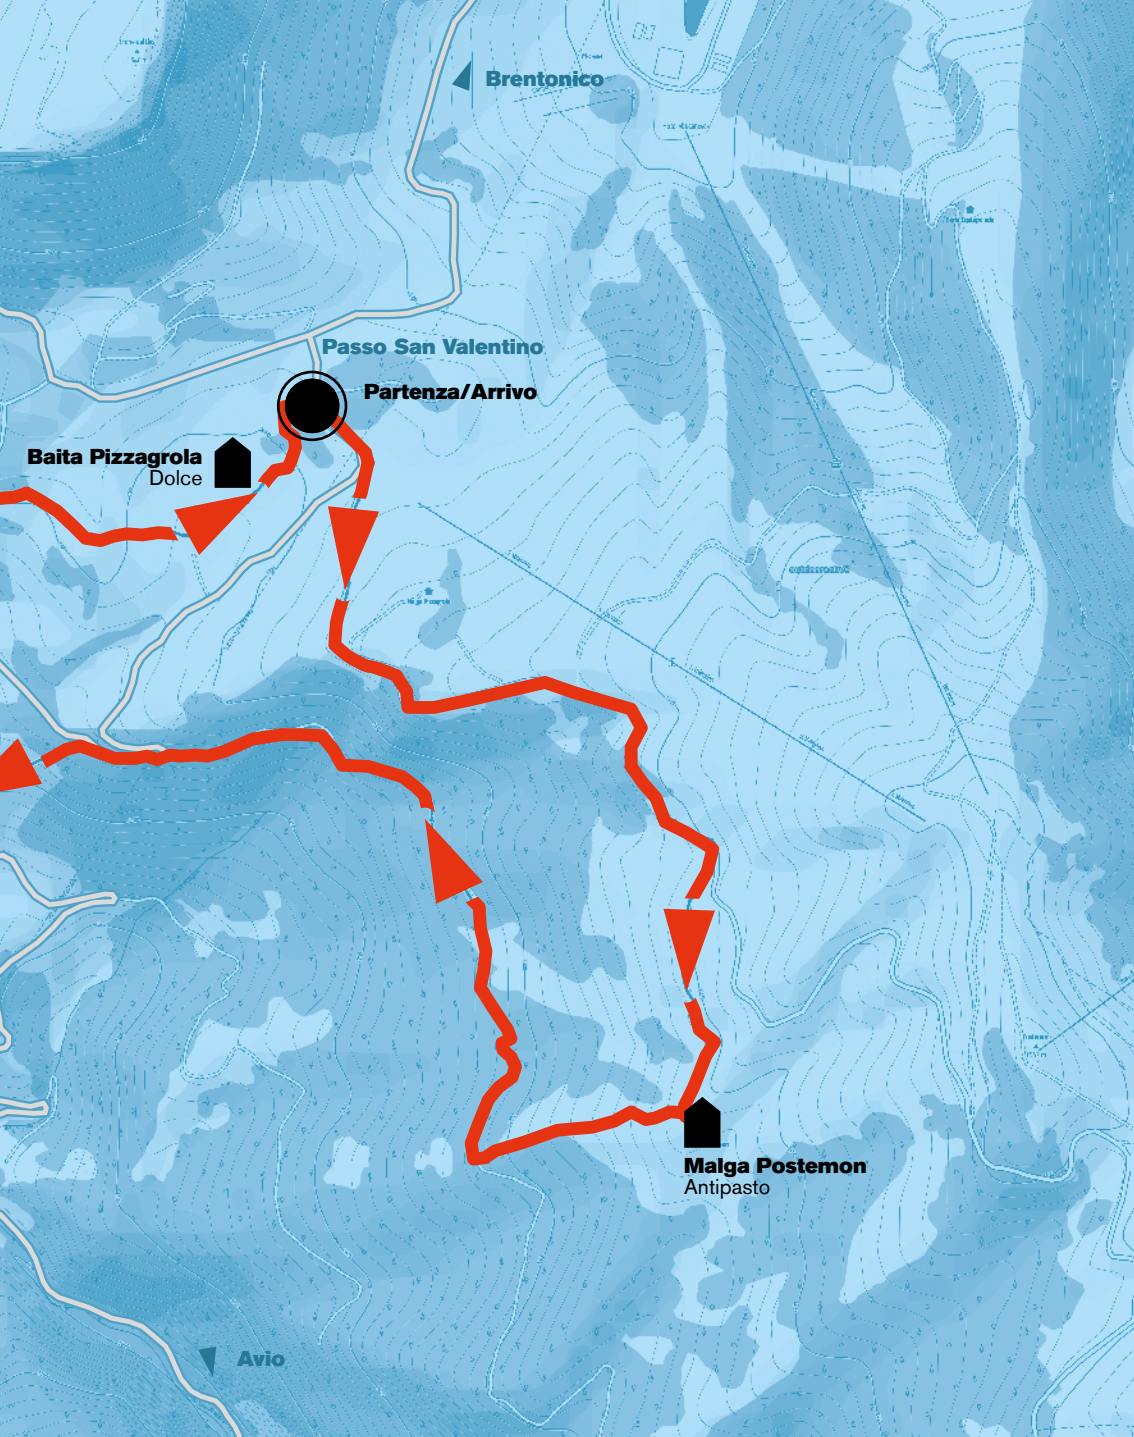 Brentonico
Passo San Valentino
Partenza/Arrivo
Baita Pizzagrola
Dolce
Malga Postemon
Antipasto
Avio